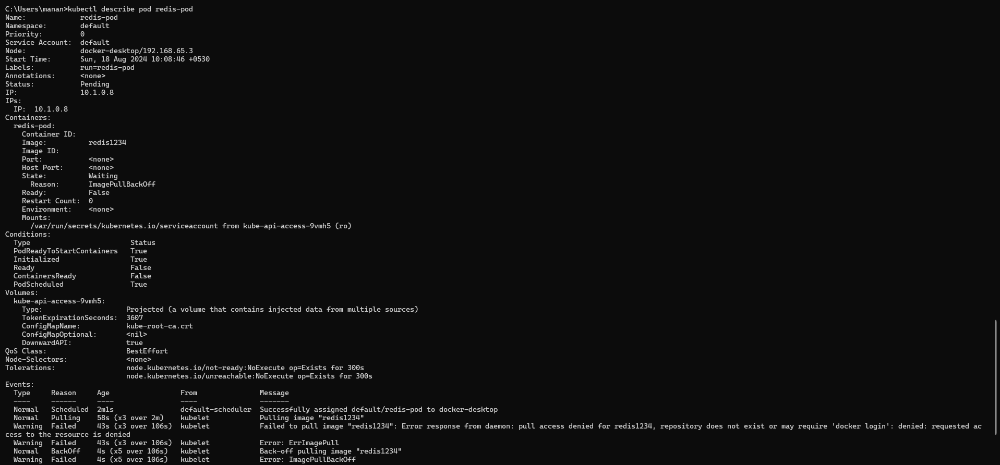 C:\Users\manan>kubectl describe pod redis-pod
Name:             redis-pod
Namespace:        default
Priority:         0
Service Account:  default
Node:             docker-desktop/192.168.65.3
Start Time:       Sun, 18 Aug 2024 10:08:46 +0530
Labels:           run=redis-pod
Annotations:      <none>
Status:           Pending
IP:               10.1.0.8
IPs:
  IP:  10.1.0.8
Containers:
  redis-pod:
    Container ID:
    Image:          redis1234
    Image ID:
    Port:           <none>
    Host Port:      <none>
    State:          Waiting
      Reason:       ImagePullBackOff
    Ready:          False
    Restart Count:  0
    Environment:    <none>
    Mounts:
      /var/run/secrets/kubernetes.io/serviceaccount from kube-api-access-9vmh5 (ro)
Conditions:
  Type                        Status
  PodReadyToStartContainers   True
  Initialized                 True
  Ready                       False
  ContainersReady             False
  PodScheduled                True
Volumes:
  kube-api-access-9vmh5:
    Type:                    Projected (a volume that contains injected data from multiple sources)
    TokenExpirationSeconds:  3607
    ConfigMapName:           kube-root-ca.crt
    ConfigMapOptional:       <nil>
    DownwardAPI:             true
QoS Class:                   BestEffort
Node-Selectors:              <none>
Tolerations:                 node.kubernetes.io/not-ready:NoExecute op=Exists for 300s
                             node.kubernetes.io/unreachable:NoExecute op=Exists for 300s
Events:
  Type     Reason     Age                 From               Message
  ----     ------     ----                ----               -------
  Normal   Scheduled  2m1s                default-scheduler  Successfully assigned default/redis-pod to docker-desktop
  Normal   Pulling    58s (x3 over 2m)    kubelet            Pulling image "redis1234"
  Warning  Failed     43s (x3 over 106s)  kubelet            Failed to pull image "redis1234": Error response from daemon: pull access denied for redis1234, repository does not exist or may require 'docker login': denied: requested ac
cess to the resource is denied
  Warning  Failed     43s (x3 over 106s)  kubelet            Error: ErrImagePull
  Normal   BackOff    4s (x5 over 106s)   kubelet            Back-off pulling image "redis1234"
  Warning  Failed     4s (x5 over 106s)   kubelet            Error: ImagePullBackOff